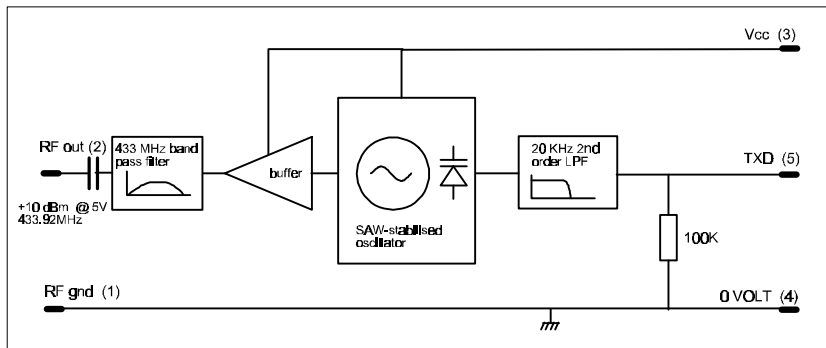 Vcc (3)
RF out (2)
433 MHz band
pass filter
buffer
20 KHz 2nd
order LPF
TXD (5)
+10 dBm @ 5V
433.92MHz
SAW-stabilised
oscillator
100K
RF gnd (1)
0 VOLT (4)